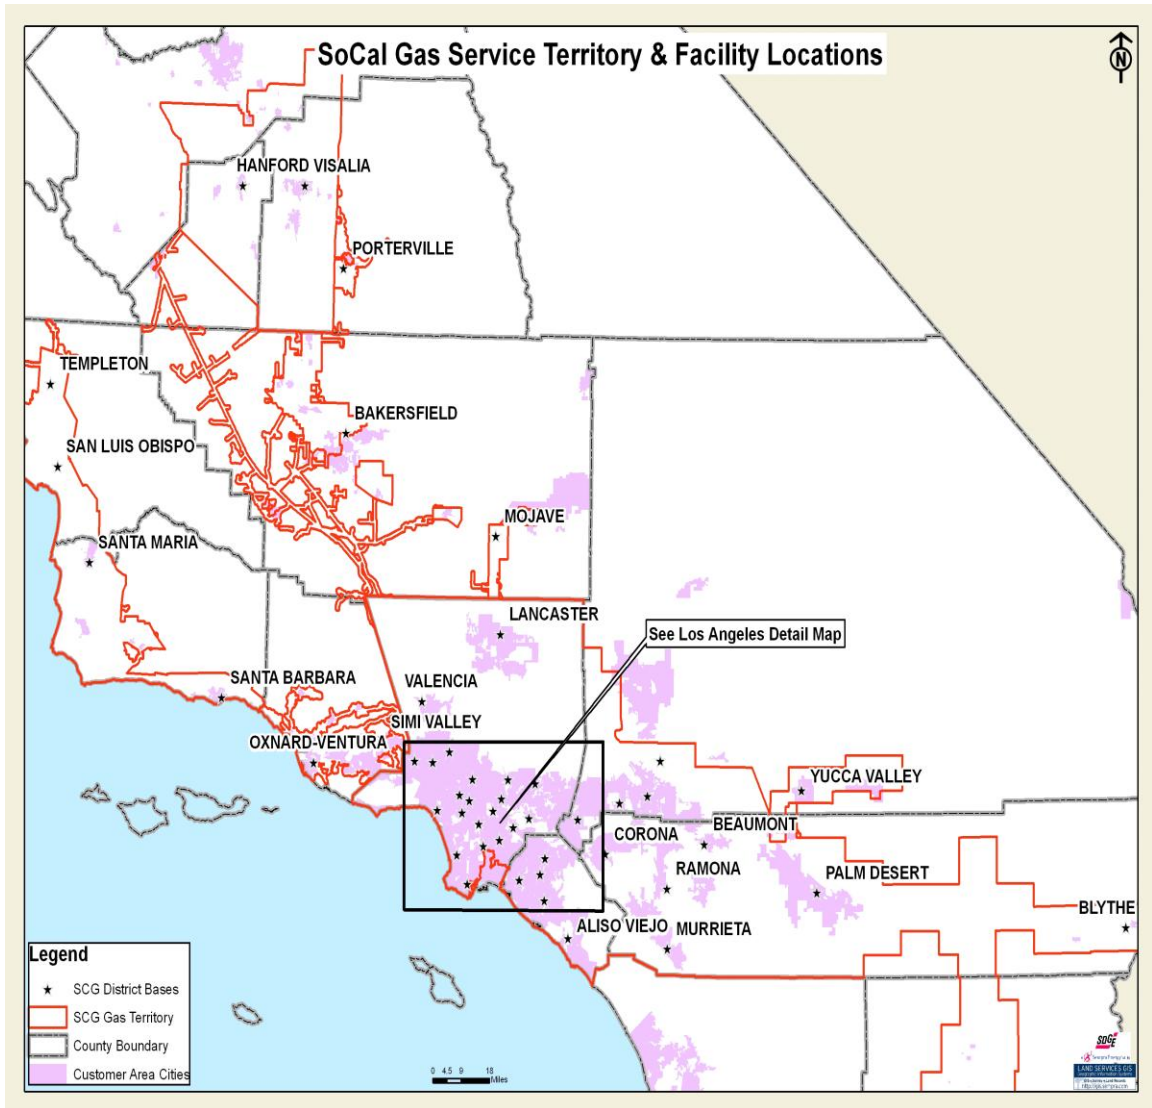 SoCal Gas Service Territory & Facility Locations
N
HANFORD VISALIA
PORTERVILLE
TEMPLETON
BAKERSFIELD
SAN LUIS OBISPO
MOJAVE
SANTA MARIA
LANCASTER
See Los Angeles Detail Map
SANTA BARBARA
VALENCIA
SIMI VALLEY
OXNARD-VENTURA
YUCCA VALLEY
BEAUMONT
CORONA
RAMONA
PALM DESERT
BLYTHE
ALISO VIEJO
MURRIETA
Legend
SCG District Bases
SCG Gas Territory
County Boundary
Customer Area Cities
0 4.5 9 18
Miles
SDGE
LAND SERVICES GIS